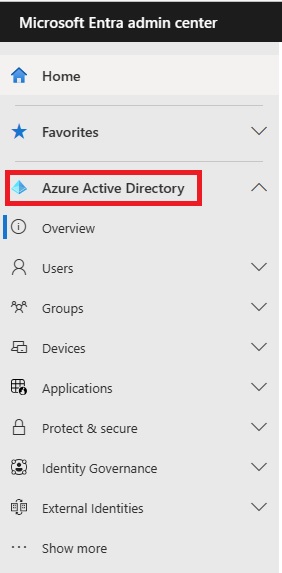 Microsoft Entra admin center
Home
Favorites
Azure Active Directory
Overview
Users
Groups
Devices
Applications
Protect & secure
Identity Governance
External Identities
Show more